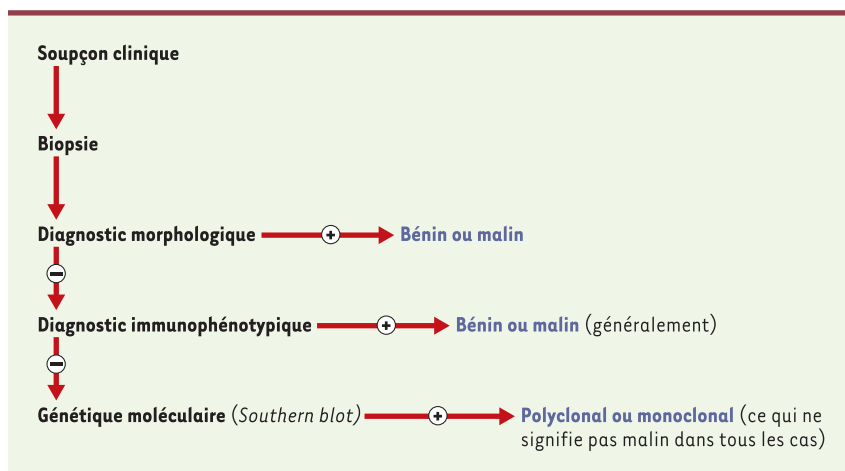 Soupçon clinique
Biopsie
Diagnostic morphologique + Bénin ou malin
−
Diagnostic immunophénotypique + Bénin ou malin (généralement)
−
Génétique moléculaire (Southern blot) + Polyclonal ou monoclonal (ce qui ne
signifie pas malin dans tous les cas)